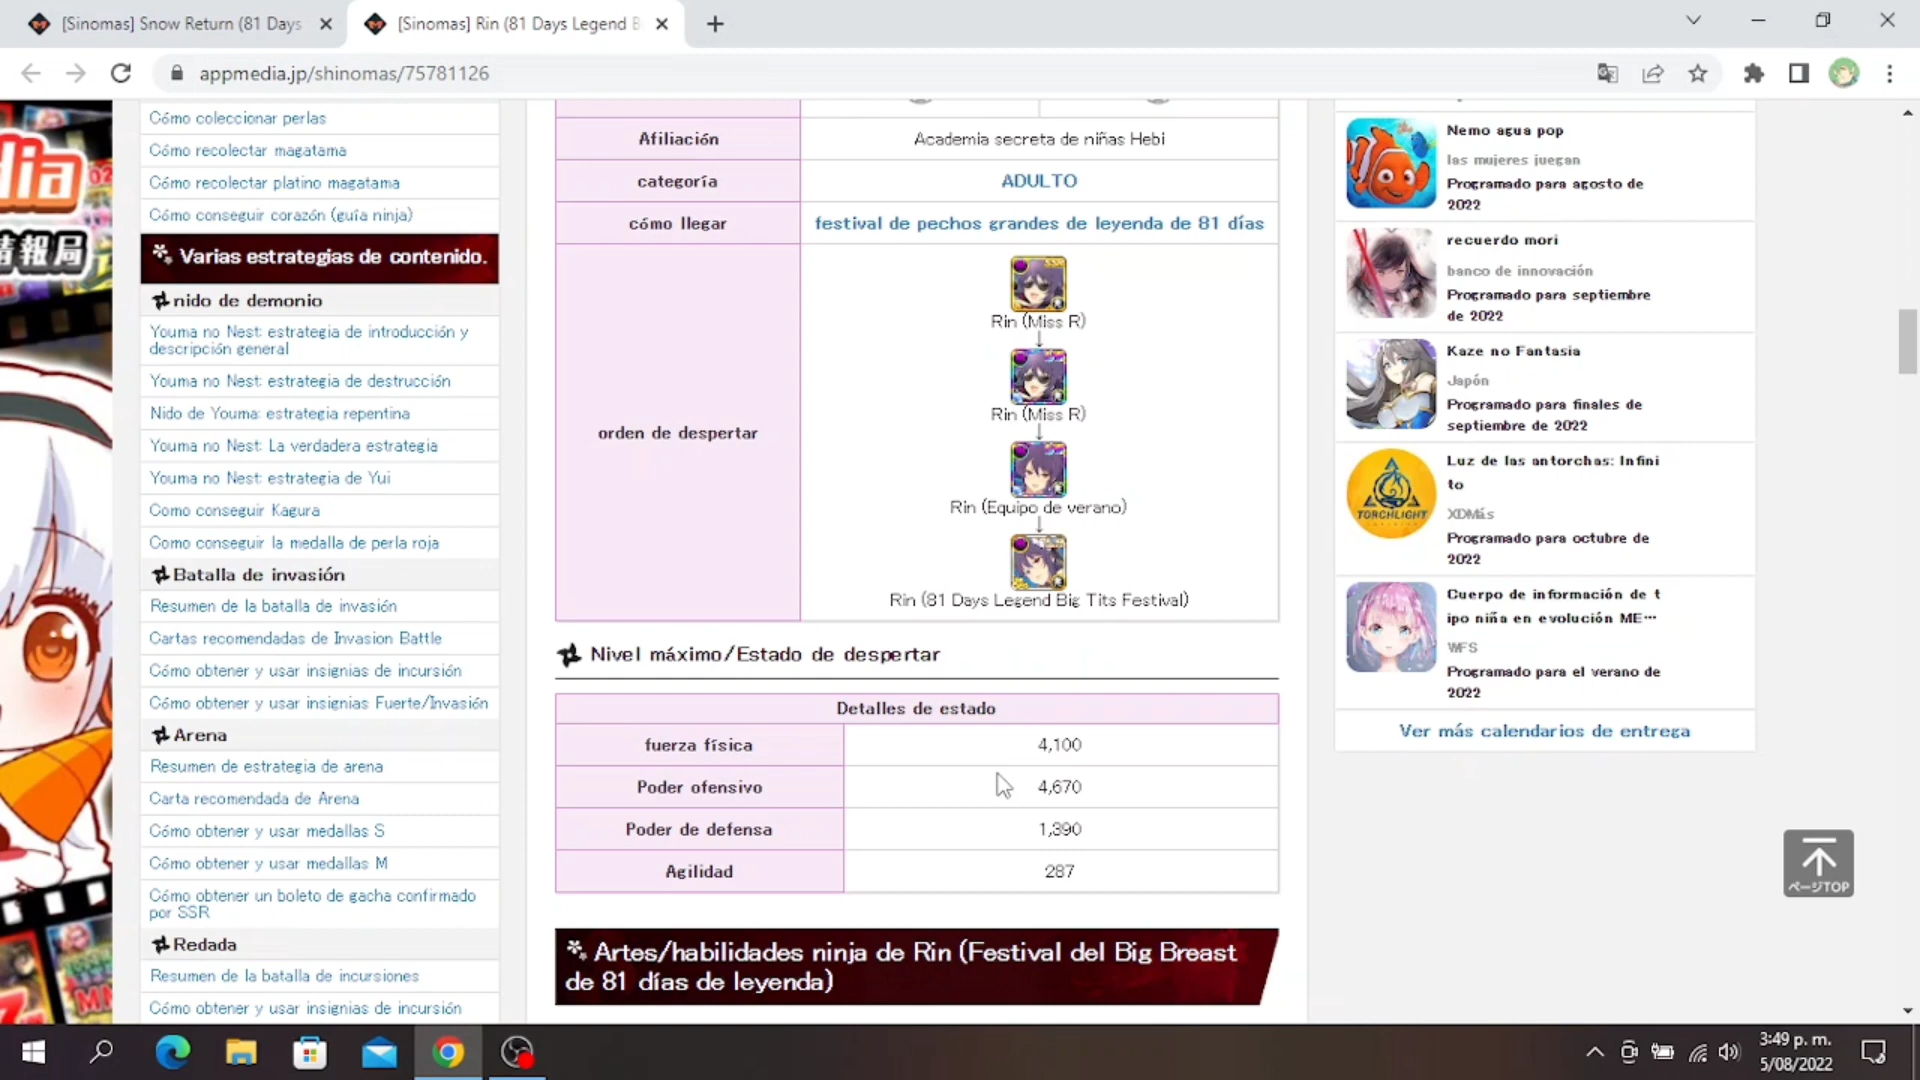 [Sinomas] Snow Return (81 Days
[Sinomas] Rin (81 Days Legend B
appmedia.jp/shinomas/75781126
Cómo coleccionar perlas
Cómo recolectar magatama
Cómo recolectar platino magatama
Cómo conseguir corazón (guía ninja)
Varias estrategias de contenido.
nido de demonio
Youma no Nest: estrategia de introducción y
descripción general
Youma no Nest: estrategia de destrucción
Nido de Youma: estrategia repentina
Youma no Nest: La verdadera estrategia
Youma no Nest: estrategia de Yui
Como conseguir Kagura
Como conseguir la medalla de perla roja
Batalla de invasión
Resumen de la batalla de invasión
Cartas recomendadas de Invasion Battle
Cómo obtener y usar insignias de incursión
Cómo obtener y usar insignias Fuerte/Invasión
Arena
Resumen de estrategia de arena
Carta recomendada de Arena
Cómo obtener y usar medallas S
Cómo obtener y usar medallas M
Cómo obtener un boleto de gacha confirmado
por SSR
Redada
Resumen de la batalla de incursiones
Cómo obtener y usar insignias de incursión
Afiliación
Academia secreta de niñas Hebi
categoría
ADULTO
cómo llegar
festival de pechos grandes de leyenda de 81 días
orden de despertar
Rin (Miss R)
↓
Rin (Miss R)
↓
Rin (Equipo de verano)
↓
Rin (81 Days Legend Big Tits Festival)
Nivel máximo/Estado de despertar
Detalles de estado
fuerza física
4,100
Poder ofensivo
4,670
Poder de defensa
1,390
Agilidad
287
Artes/habilidades ninja de Rin (Festival del Big Breast
de 81 días de leyenda)
Nemo agua pop
las mujeres juegan
Programado para agosto de
2022
recuerdo mori
banco de innovación
Programado para septiembre
de 2022
Kaze no Fantasia
Japón
Programado para finales de
septiembre de 2022
TORCHLIGHT
Luz de las antorchas: Infini
to
XDMás
Programado para octubre de
2022
Cuerpo de información de t
ipo niña en evolución ME…
WFS
Programado para el verano de
2022
Ver más calendarios de entrega
ページTOP
情報局
3:49 p. m.
5/08/2022